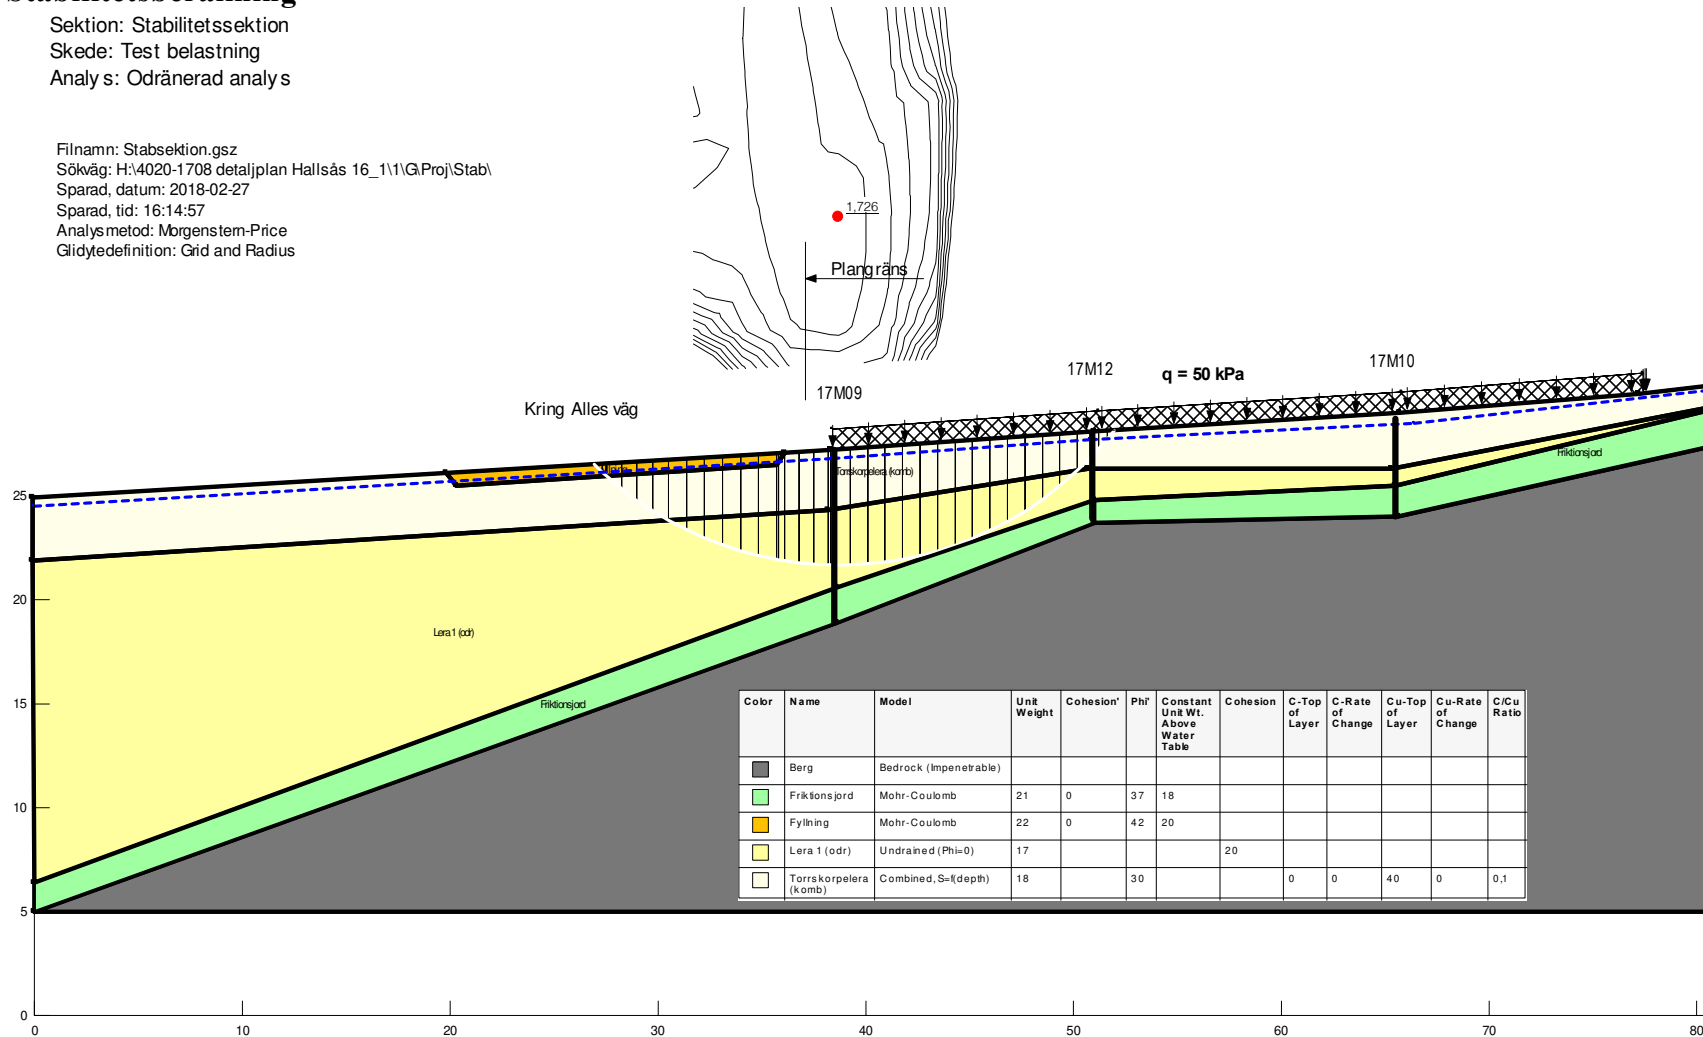 Stabilitetsberäkning
Sektion: Stabilitetssektion
Skede: Test belastning
Analys: Odränerad analys
Filnamn: Stabsektion.gsz
Sökväg: H:\4020-1708 detaljplan Hallsås 16_1\1\G\Proj\Stab\
Sparad, datum: 2018-02-27
Sparad, tid: 16:14:57
Analysmetod: Morgenstern-Price
Glidytedefinition: Grid and Radius
1,726
Plangräns
17M10
17M12
q = 50 kPa
17M09
Kring Alles väg
Torrskorpelera (komb)
Friktionsjord
Lera 1 (odr)
Friktionsjord
Color Name Model Unit Weight Cohesion' Phi' Constant Unit Wt. Above Water Table Cohesion C-Top of Layer C-Rate of Change Cu-Top of Layer Cu-Rate of Change C/Cu Ratio
Berg Bedrock (Impenetrable)
Friktionsjord Mohr-Coulomb 21 0 37 18
Fyllning Mohr-Coulomb 22 0 42 20
Lera 1 (odr) Undrained (Phi=0) 17 20
Torrskorpelera (komb) Combined, S=f(depth) 18 30 0 0 40 0 0,1
25
20
15
10
5
0
0 10 20 30 40 50 60 70 80